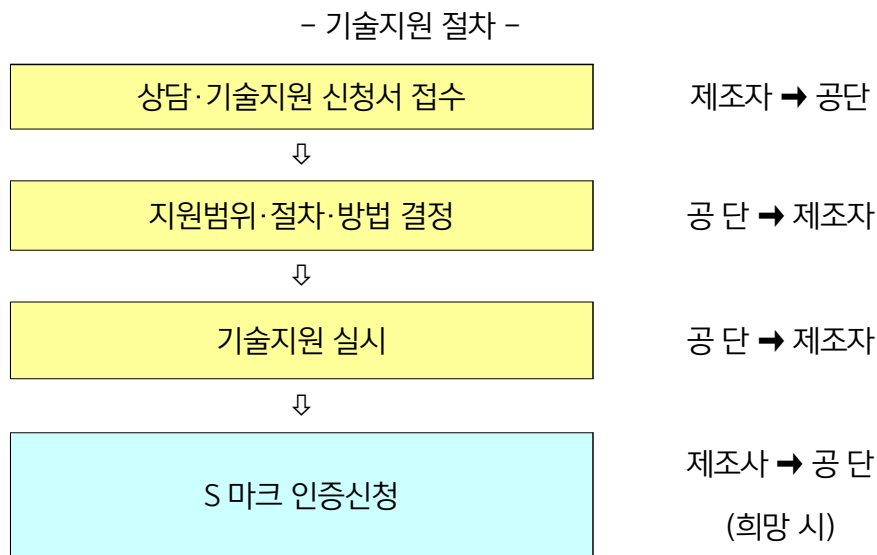 – 기술지원 절차 –
상담·기술지원 신청서 접수
제조자 ➡ 공단
⇩
지원범위·절차·방법 결정
공 단 ➡ 제조자
⇩
기술지원 실시
공 단 ➡ 제조자
⇩
S 마크 인증신청
제조사 ➡ 공 단
(희망 시)